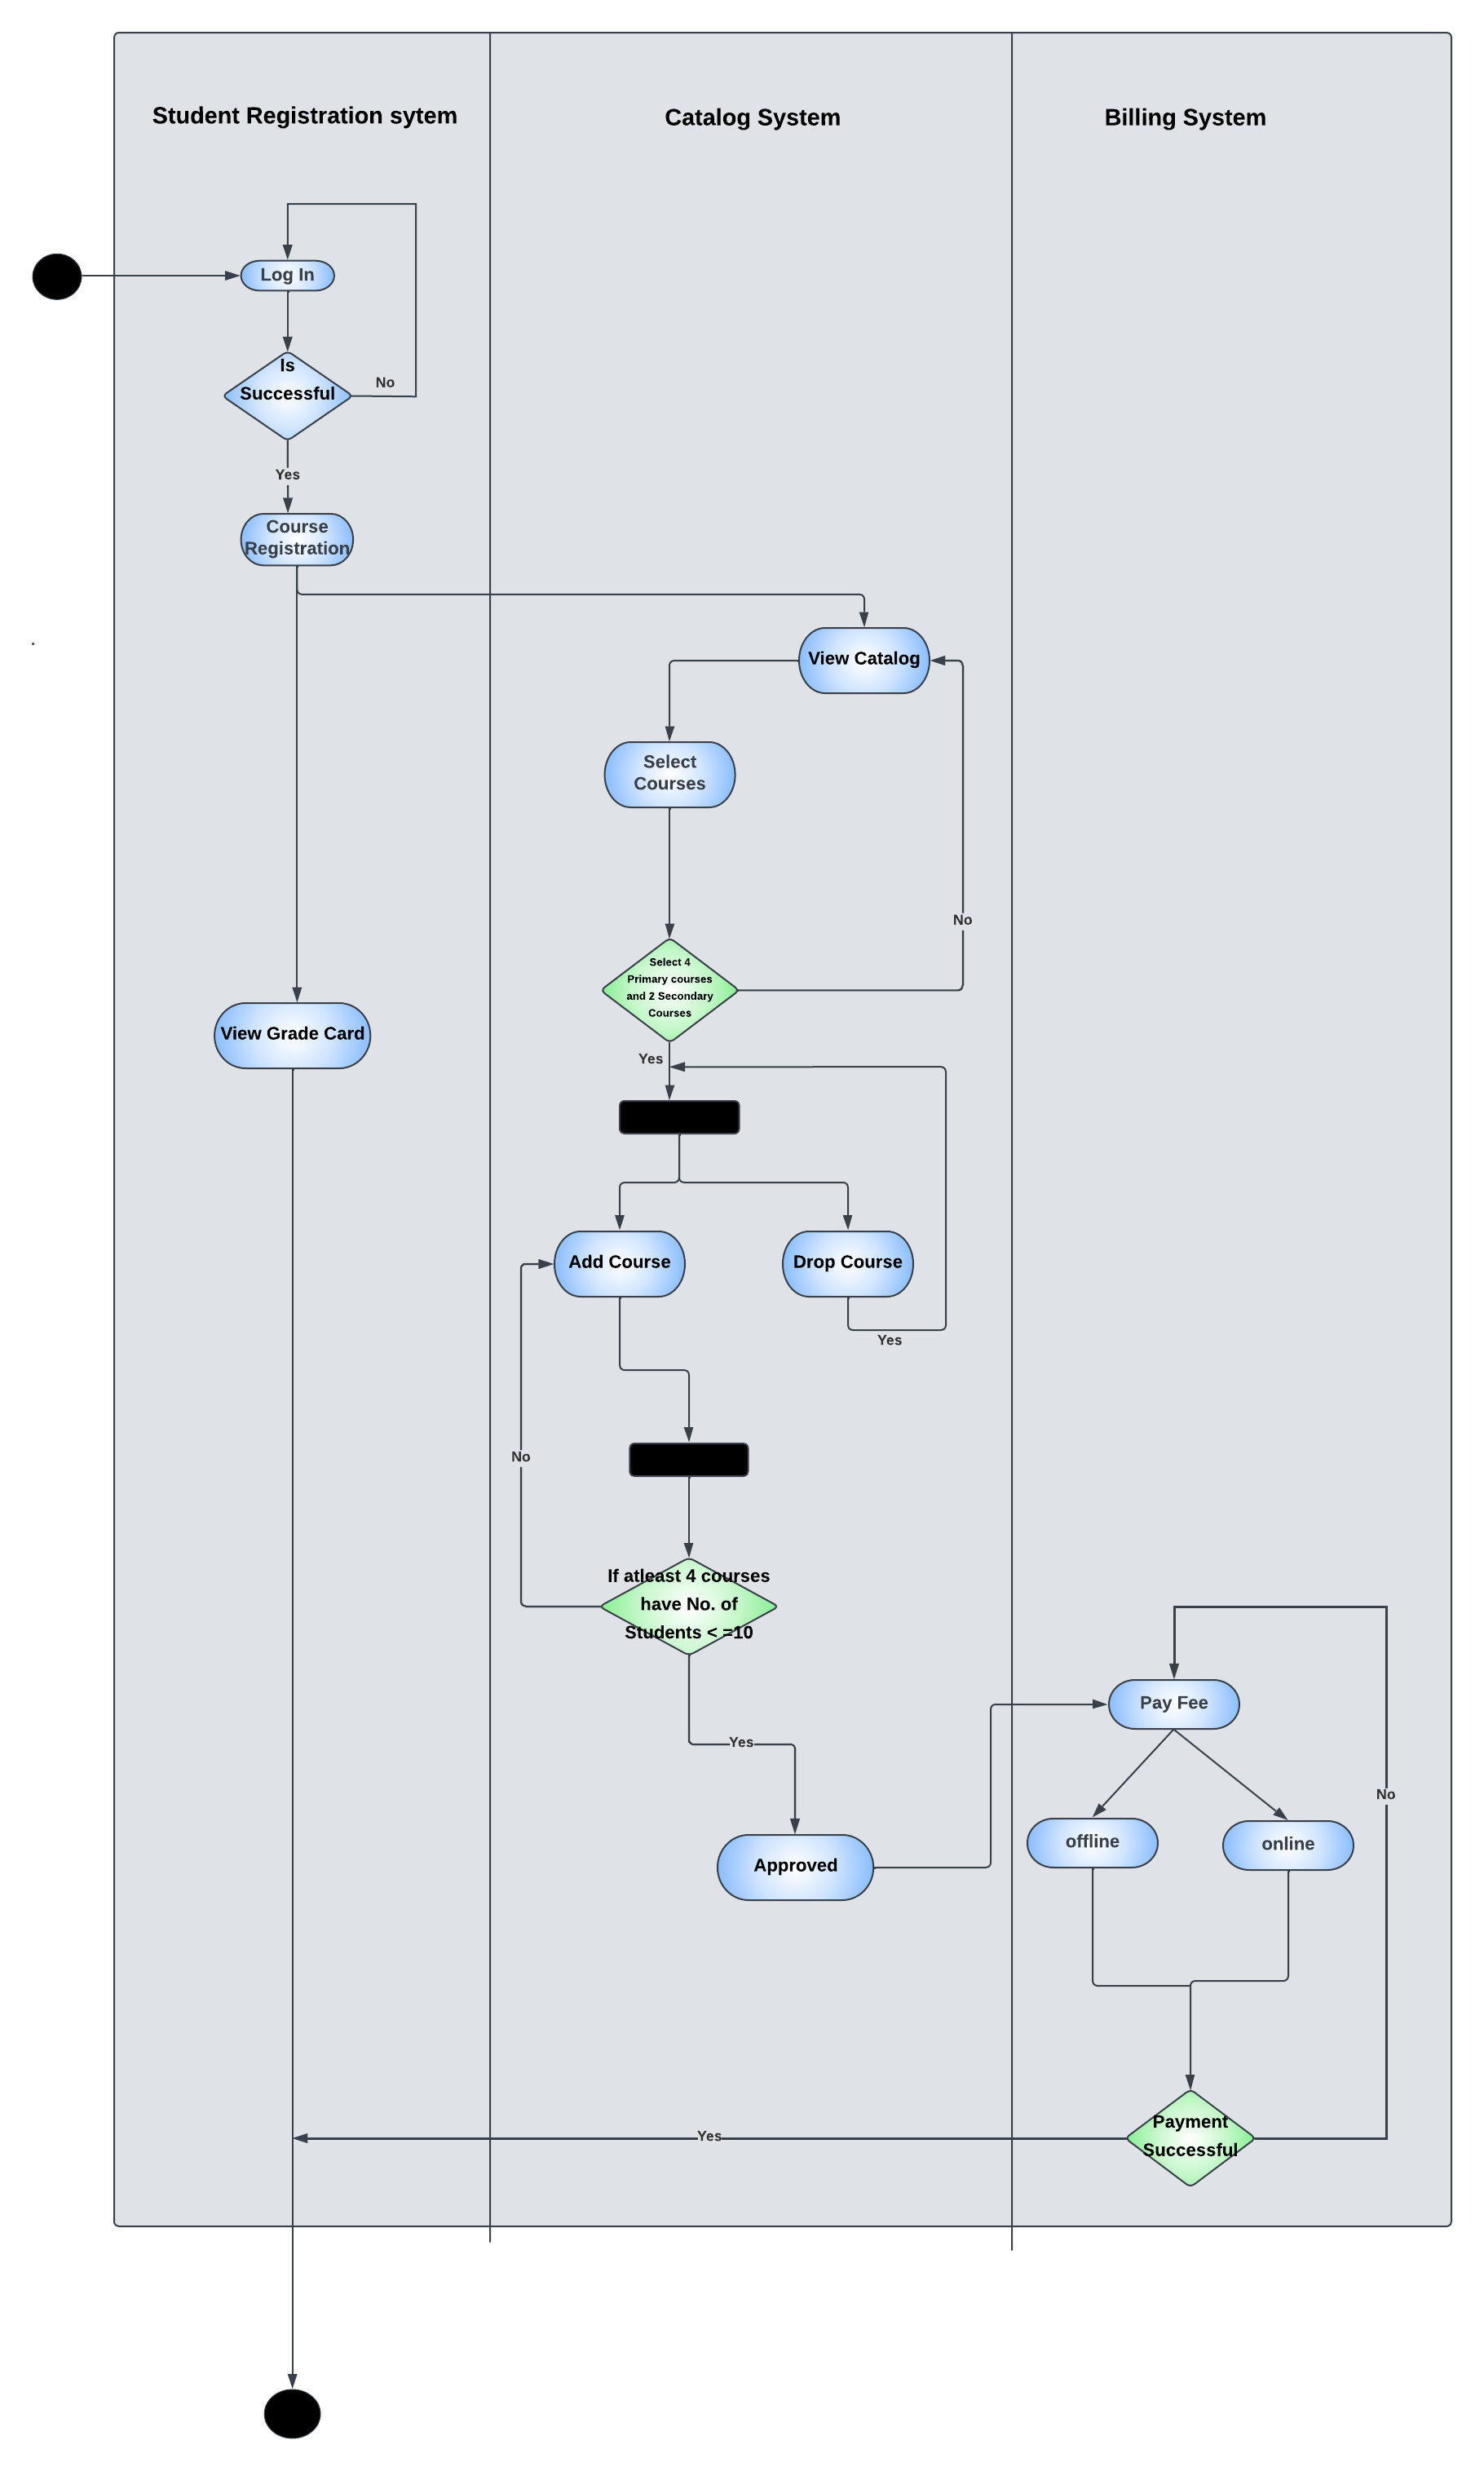 Student Registration sytem
Catalog System
Billing System
Log In
Is
Successful
No
Yes
Course
Registration
View Catalog
Select
Courses
No
Select 4
Primary courses
and 2 Secondary
Courses
View Grade Card
Yes
Add Course
Drop Course
Yes
No
If atleast 4 courses
have No. of
Students < =10
Pay Fee
Yes
No
offline
online
Approved
Payment
Successful
Yes